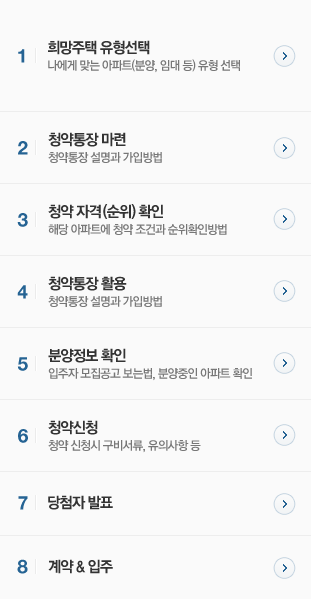 1 희망주택 유형선택
나에게 맞는 아파트(분양, 임대 등) 유형 선택
2 청약통장 마련
청약통장 설명과 가입방법
3 청약 자격(순위) 확인
해당 아파트에 청약 조건과 순위확인방법
4 청약통장 활용
청약통장 설명과 가입방법
5 분양정보 확인
입주자 모집공고 보는법, 분양중인 아파트 확인
6 청약신청
청약 신청시 구비서류, 유의사항 등
7 당첨자 발표
8 계약 & 입주